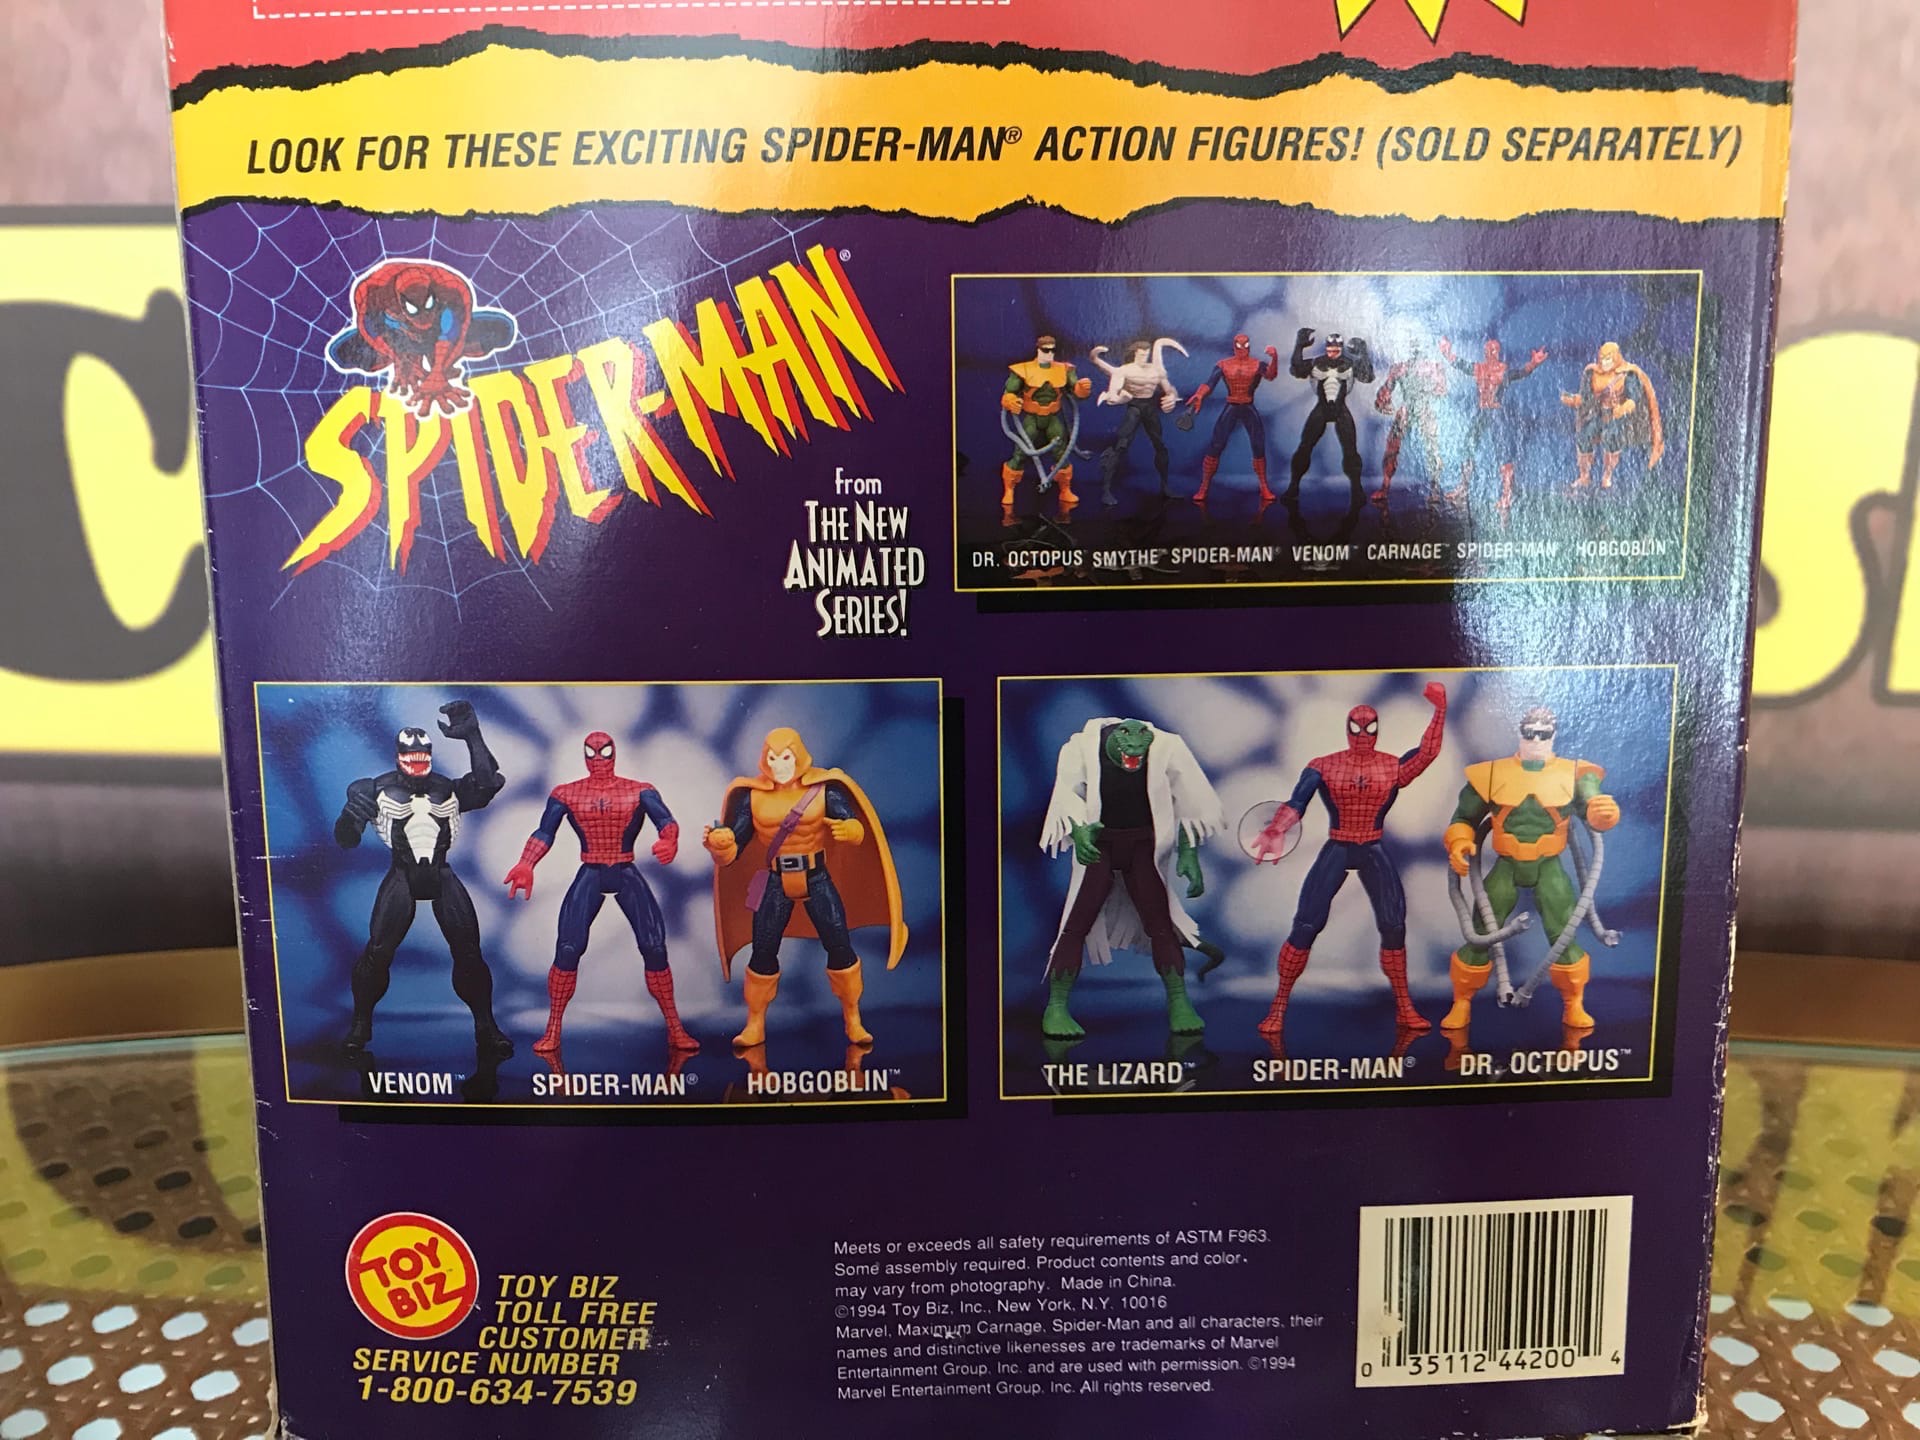 LOOK FOR THESE EXCITING SPIDER-MAN® ACTION FIGURES! (SOLD SEPARATELY)
SPIDER-MAN®
from
THE NEW
ANIMATED
SERIES!
DR. OCTOPUS™ SMYTHE™ SPIDER-MAN® VENOM™ CARNAGE™ SPIDER-MAN® HOBGOBLIN™
VENOM™ SPIDER-MAN® HOBGOBLIN™
THE LIZARD™ SPIDER-MAN® DR. OCTOPUS™
TOY
BIZ
TOY BIZ
TOLL FREE
CUSTOMER
SERVICE NUMBER
1-800-634-7539
Meets or exceeds all safety requirements of ASTM F963.
Some assembly required. Product contents and color
may vary from photography. Made in China.
©1994 Toy Biz, Inc., New York, N.Y. 10016
Marvel, Maximum Carnage, Spider-Man and all characters, their
names and distinctive likenesses are trademarks of Marvel
Entertainment Group, Inc. and are used with permission. ©1994
Marvel Entertainment Group, Inc. All rights reserved.
0 35112 44200 4